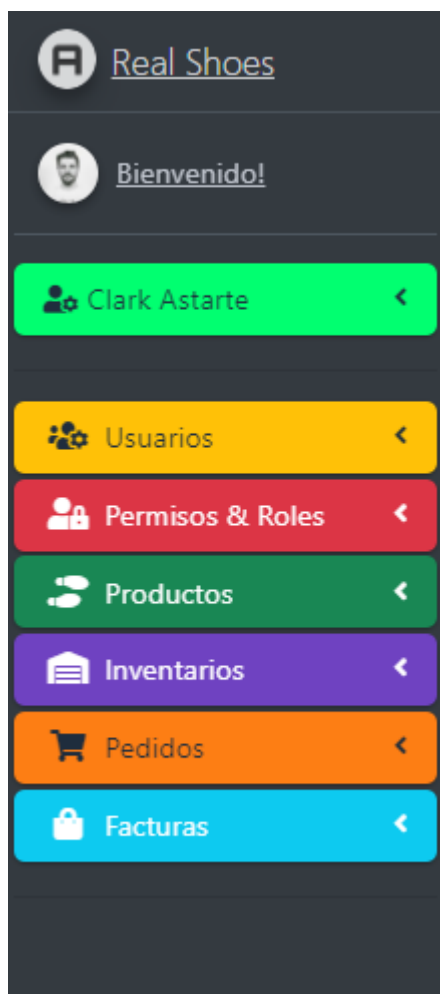 Real Shoes
Bienvenido!
Clark Astarte
Usuarios
Permisos & Roles
Productos
Inventarios
Pedidos
Facturas